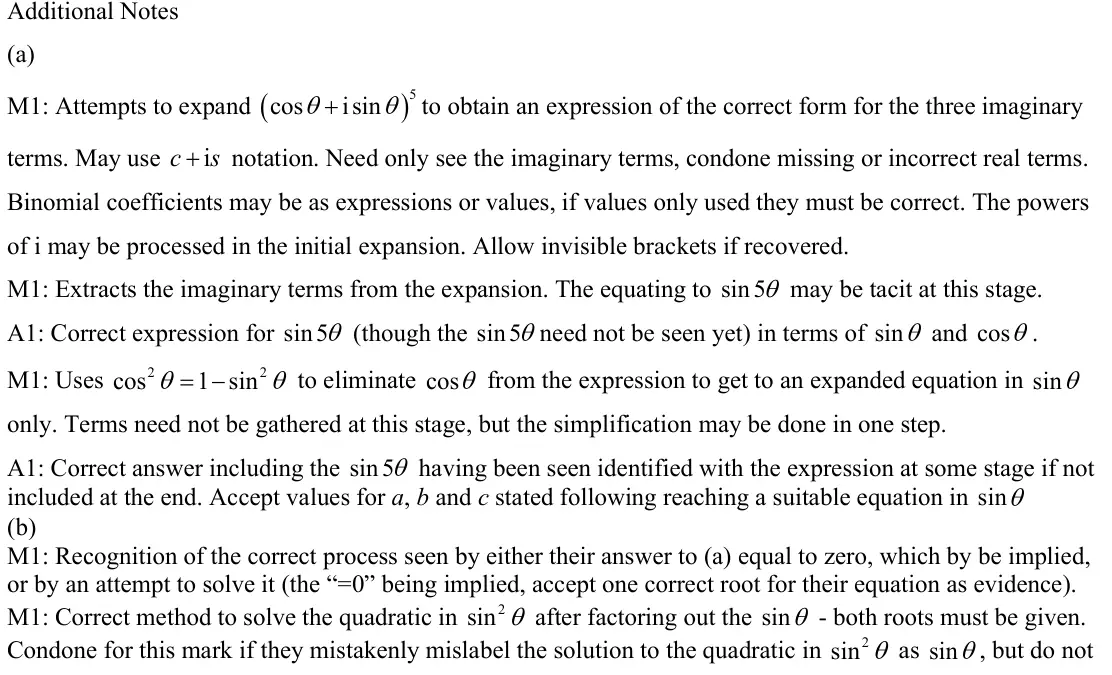 Additional Notes
(a)
M1: Attempts to expand (cos θ + i sin θ)⁵ to obtain an expression of the correct form for the three imaginary
terms. May use c + is notation. Need only see the imaginary terms, condone missing or incorrect real terms.
Binomial coefficients may be as expressions or values, if values only used they must be correct. The powers
of i may be processed in the initial expansion. Allow invisible brackets if recovered.
M1: Extracts the imaginary terms from the expansion. The equating to sin 5θ may be tacit at this stage.
A1: Correct expression for sin 5θ (though the sin 5θ need not be seen yet) in terms of sin θ and cos θ.
M1: Uses cos² θ = 1 − sin² θ to eliminate cos θ from the expression to get to an expanded equation in sin θ
only. Terms need not be gathered at this stage, but the simplification may be done in one step.
A1: Correct answer including the sin 5θ having been seen identified with the expression at some stage if not
included at the end. Accept values for a, b and c stated following reaching a suitable equation in sin θ
(b)
M1: Recognition of the correct process seen by either their answer to (a) equal to zero, which by be implied,
or by an attempt to solve it (the “=0” being implied, accept one correct root for their equation as evidence).
M1: Correct method to solve the quadratic in sin² θ after factoring out the sin θ - both roots must be given.
Condone for this mark if they mistakenly mislabel the solution to the quadratic in sin² θ as sin θ, but do not